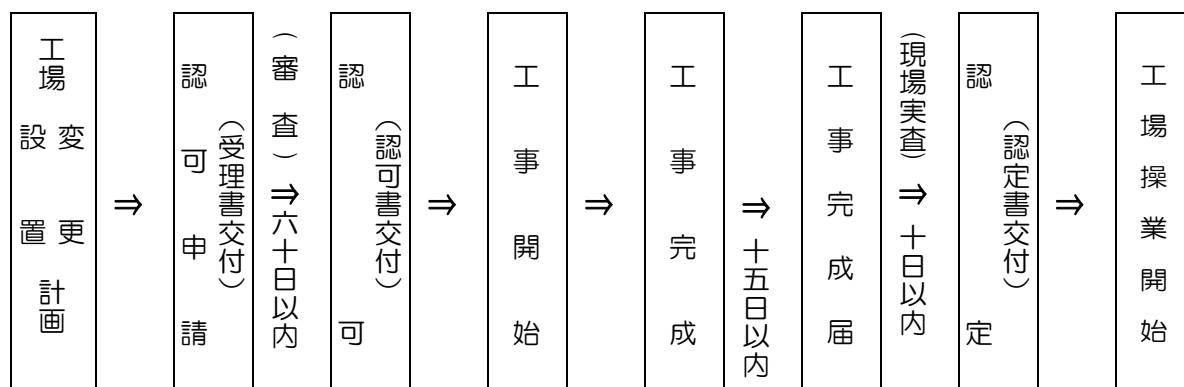 工場
設置
変更
計画
⇒
認可申請
（受理書交付）
（審査）
⇒
六十日以内
認可
（認可書交付）
⇒
工事開始
⇒
工事完成
⇒
十五日以内
工事完成届
（現場実査）
⇒
十日以内
認定
（認定書交付）
⇒
工場操業開始